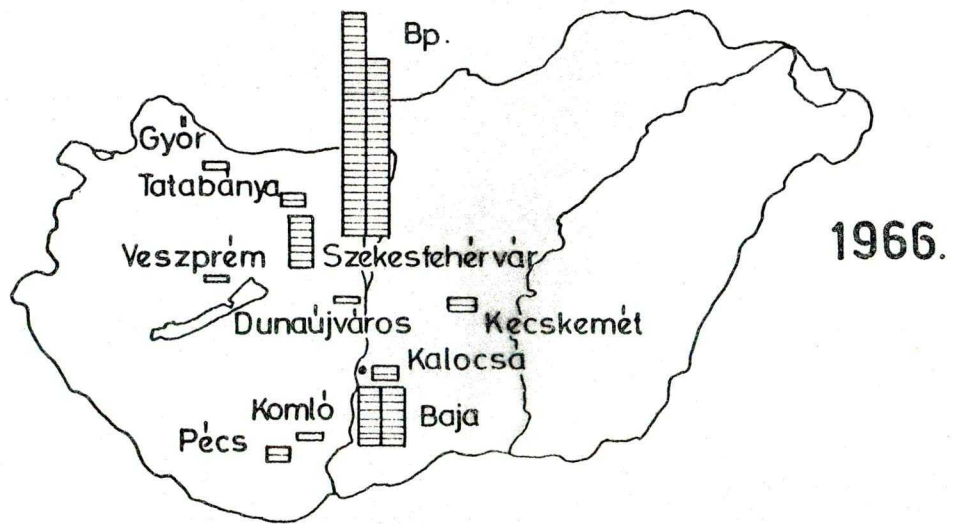 Bp.
Győr
Tatabánya
Veszprém
Székesfehérvár
1966.
Dunaújváros
Kecskemét
Kalocsa
Komló
Baja
Pécs